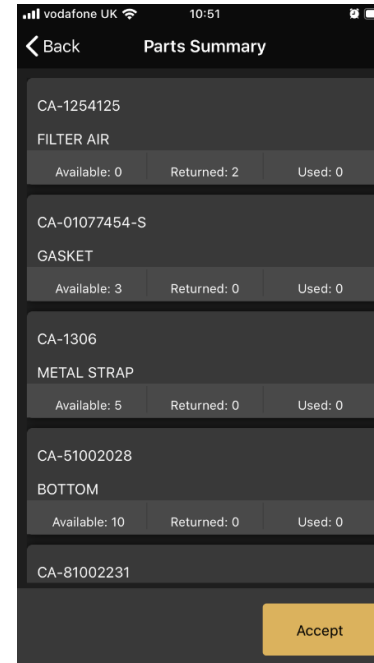 vodafone UK 10:51
Back Parts Summary
CA-1254125
FILTER AIR
Available: 0 Returned: 2 Used: 0
CA-01077454-S
GASKET
Available: 3 Returned: 0 Used: 0
CA-1306
METAL STRAP
Available: 5 Returned: 0 Used: 0
CA-51002028
BOTTOM
Available: 10 Returned: 0 Used: 0
CA-81002231
Accept